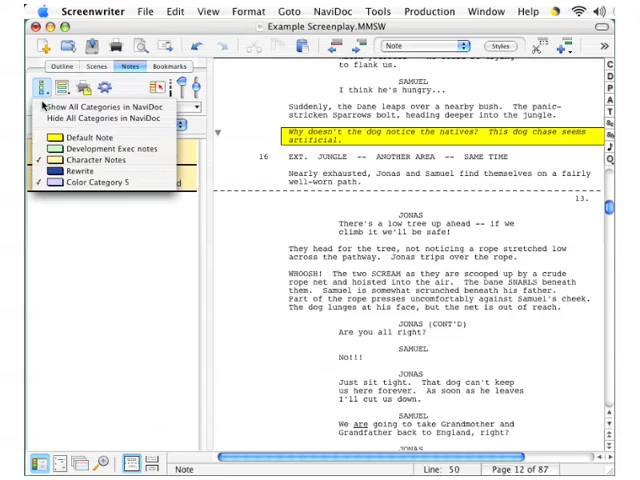 Screenwriter File Edit View Format Goto NaviDoc Tools Production Window Help
Example Screenplay.MMSW
Note Styles
Outline Scenes Notes Bookmarks
Show All Categories in NaviDoc
Hide All Categories in NaviDoc
Default Note
Development Exec notes
✓ Character Notes
Rewrite
✓ Color Category 5
to flank us.
SAMUEL
I think he's hungry...
Suddenly, the Dane leaps over a nearby bush. The panic-
stricken Sparrows bolt, heading deeper into the jungle.
Why doesn't the dog notice the natives? This dog chase seems
artificial.
16 EXT. JUNGLE -- ANOTHER AREA -- SAME TIME
Nearly exhausted, Jonas and Samuel find themselves on a fairly
well-worn path.
13.
JONAS
There's a low tree up ahead -- if we
climb it we'll be safe!
They head for the tree, not noticing a rope stretched low
across the pathway. Jonas trips over the rope.
WHOOSH! The two SCREAM as they are scooped up by a crude
rope net and hoisted into the air. The Dane SNARLS beneath
them. Samuel is somewhat scrunched beneath his father.
Part of the rope presses uncomfortably against Samuel's cheek.
The dog lunges at his face, but the net is out of reach.
JONAS (CONT'D)
Are you all right?
SAMUEL
No!!!
JONAS
Just sit tight. That dog can't keep
us here forever. As soon as he leaves
I'll cut us down.
SAMUEL
We are going to take Grandmother and
Grandfather back to England, right?
JONAS
Note Line: 50 Page 12 of 87